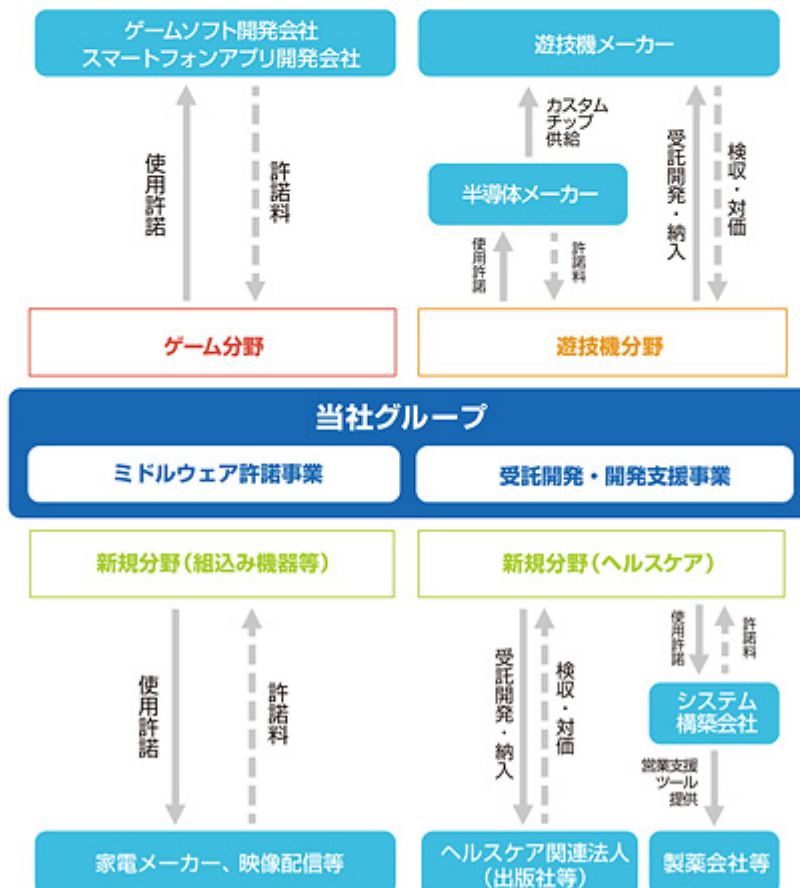 ゲームソフト開発会社
スマートフォンアプリ開発会社
遊技機メーカー
使用許諾
許諾料
カスタム
チップ
供給
半導体メーカー
使用許諾
許諾料
受託開発・納入
検収・対価
ゲーム分野
遊技機分野
当社グループ
ミドルウェア許諾事業
受託開発・開発支援事業
新規分野(組込み機器等)
新規分野(ヘルスケア)
使用許諾
許諾料
受託開発・納入
検収・対価
使用許諾
許諾料
システム
構築会社
営業支援
ツール
提供
家電メーカー、映像配信等
ヘルスケア関連法人
(出版社等)
製薬会社等